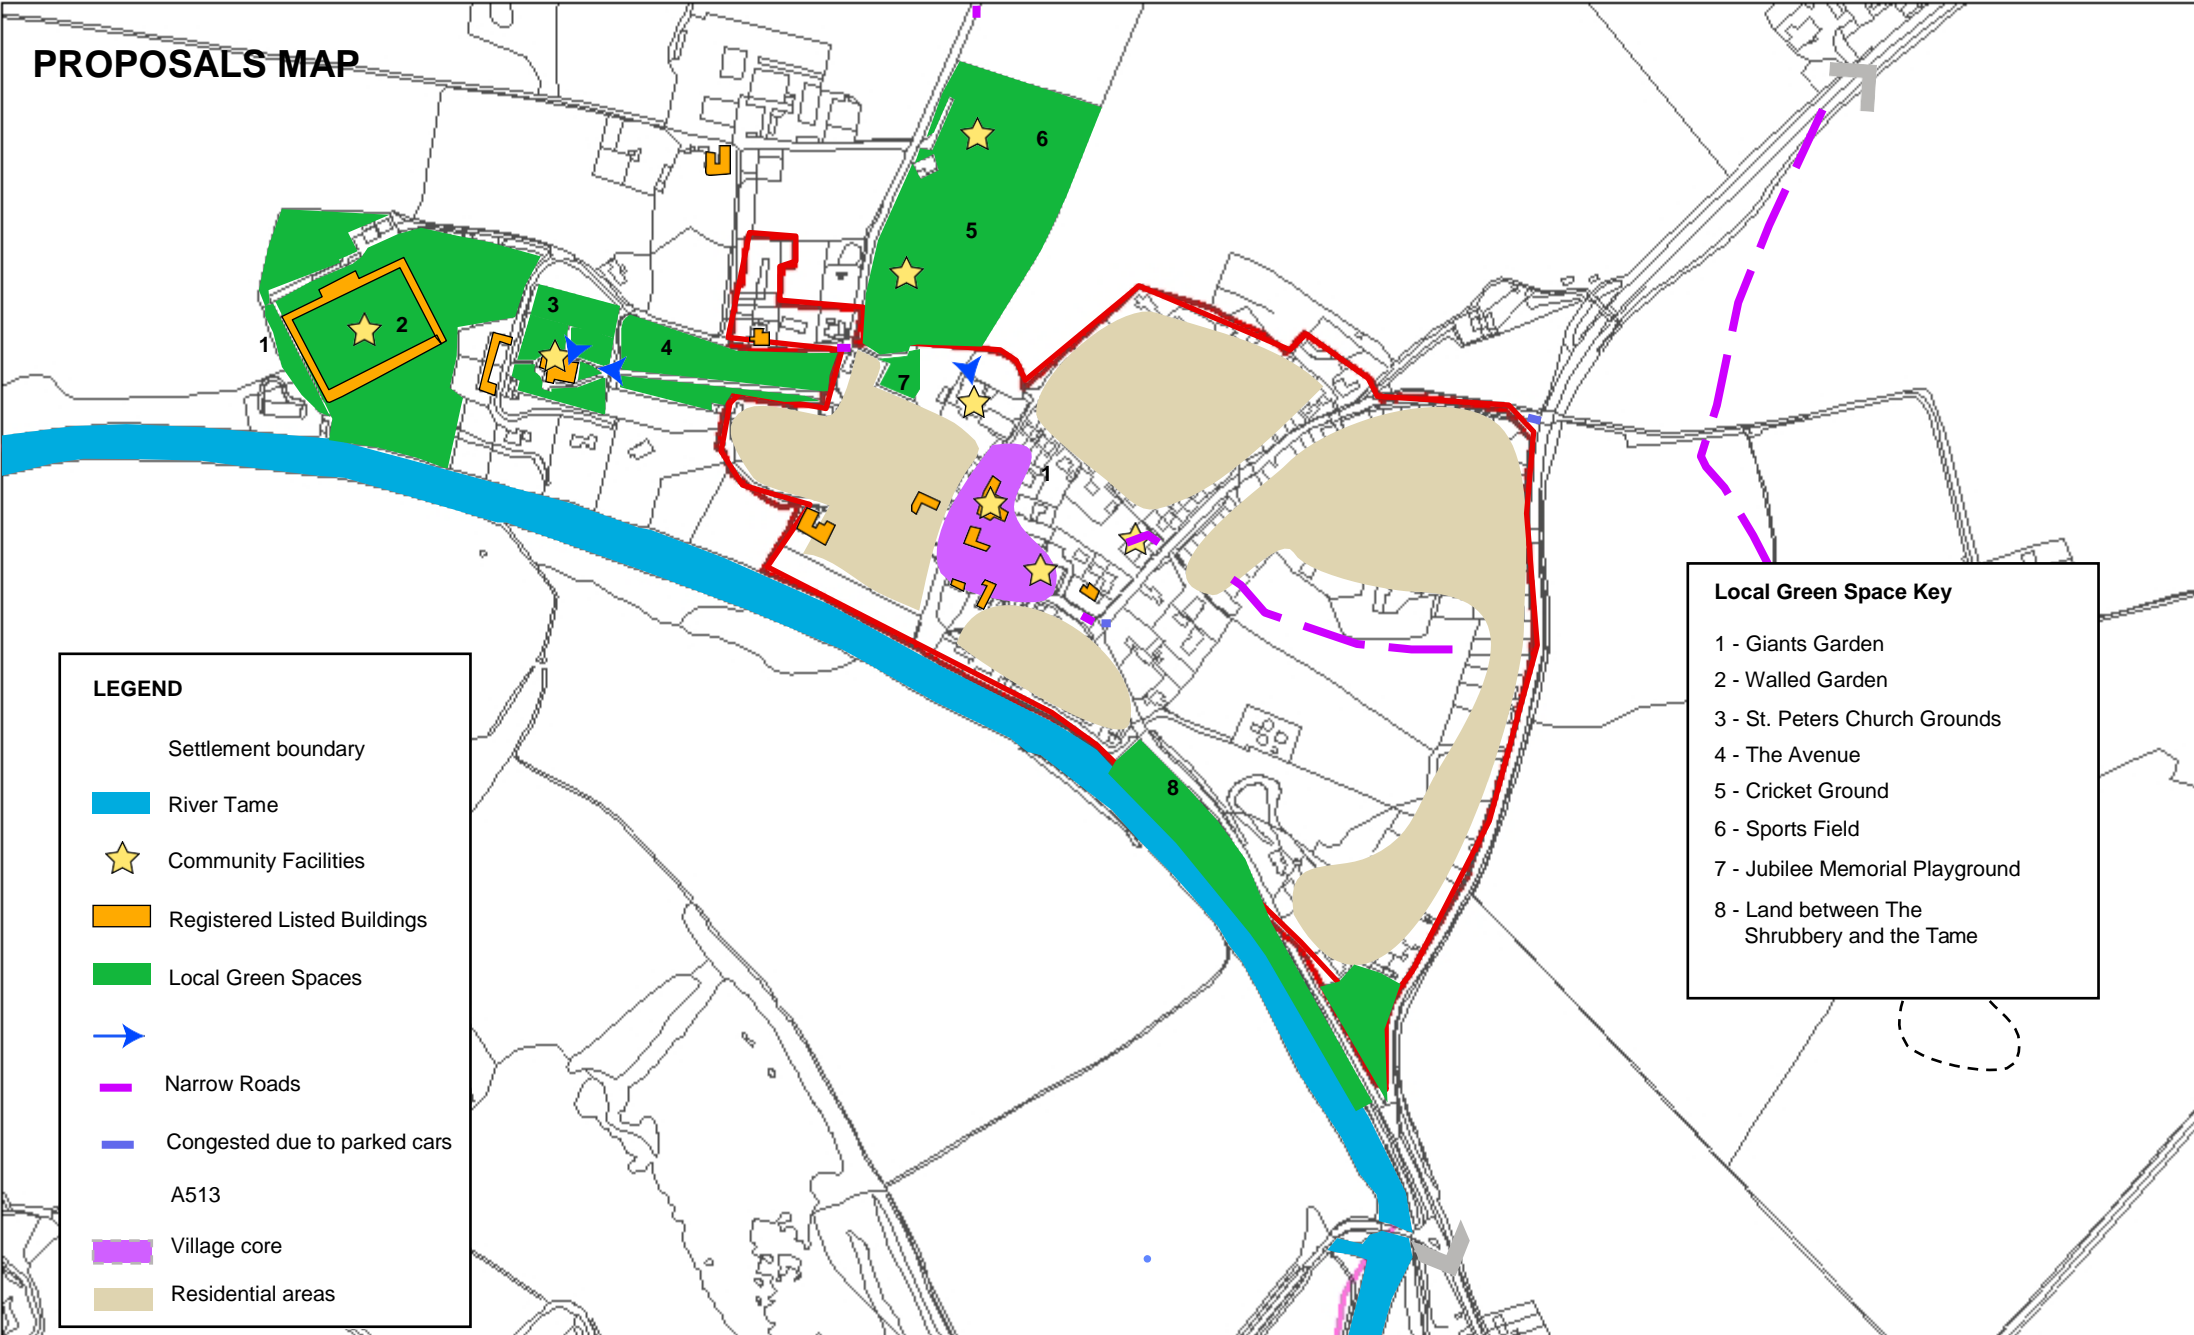 PROPOSALS MAP
6
5
3
2
4
1
7
1
8
LEGEND
Settlement boundary
River Tame
Community Facilities
Registered Listed Buildings
Local Green Spaces
Narrow Roads
Congested due to parked cars
A513
Village core
Residential areas
Local Green Space Key
1 - Giants Garden
2 - Walled Garden
3 - St. Peters Church Grounds
4 - The Avenue
5 - Cricket Ground
6 - Sports Field
7 - Jubilee Memorial Playground
8 - Land between The
Shrubbery and the Tame